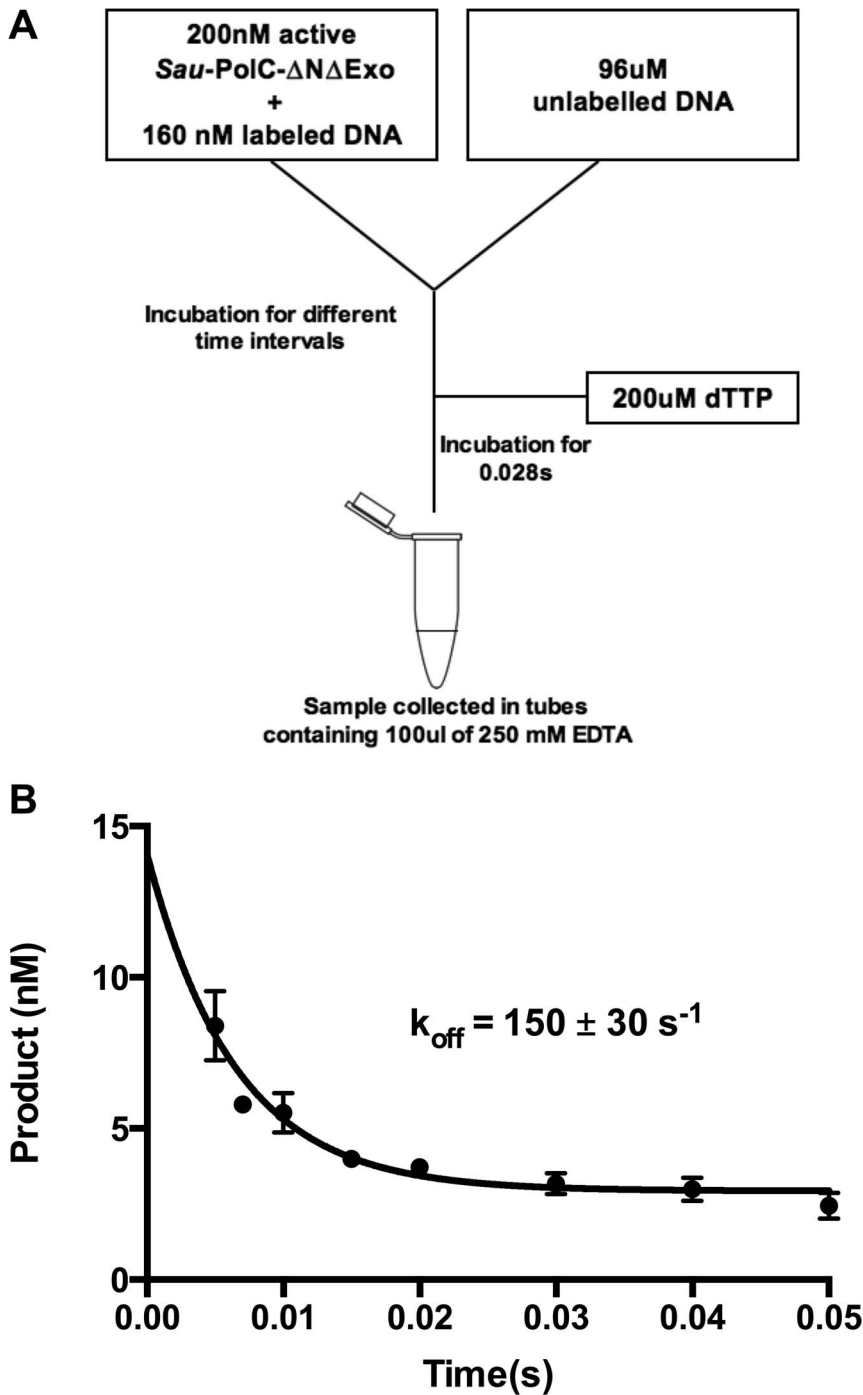 A
200nM active
Sau-PolC-ΔNΔExo
+
160 nM labeled DNA
96uM
unlabelled DNA
Incubation for different
time intervals
200uM dTTP
Incubation for
0.028s
Sample collected in tubes
containing 100ul of 250 mM EDTA
B
15
10
5
0
Product (nM)
koff = 150 ± 30 s-1
0.00 0.01 0.02 0.03 0.04 0.05
Time(s)